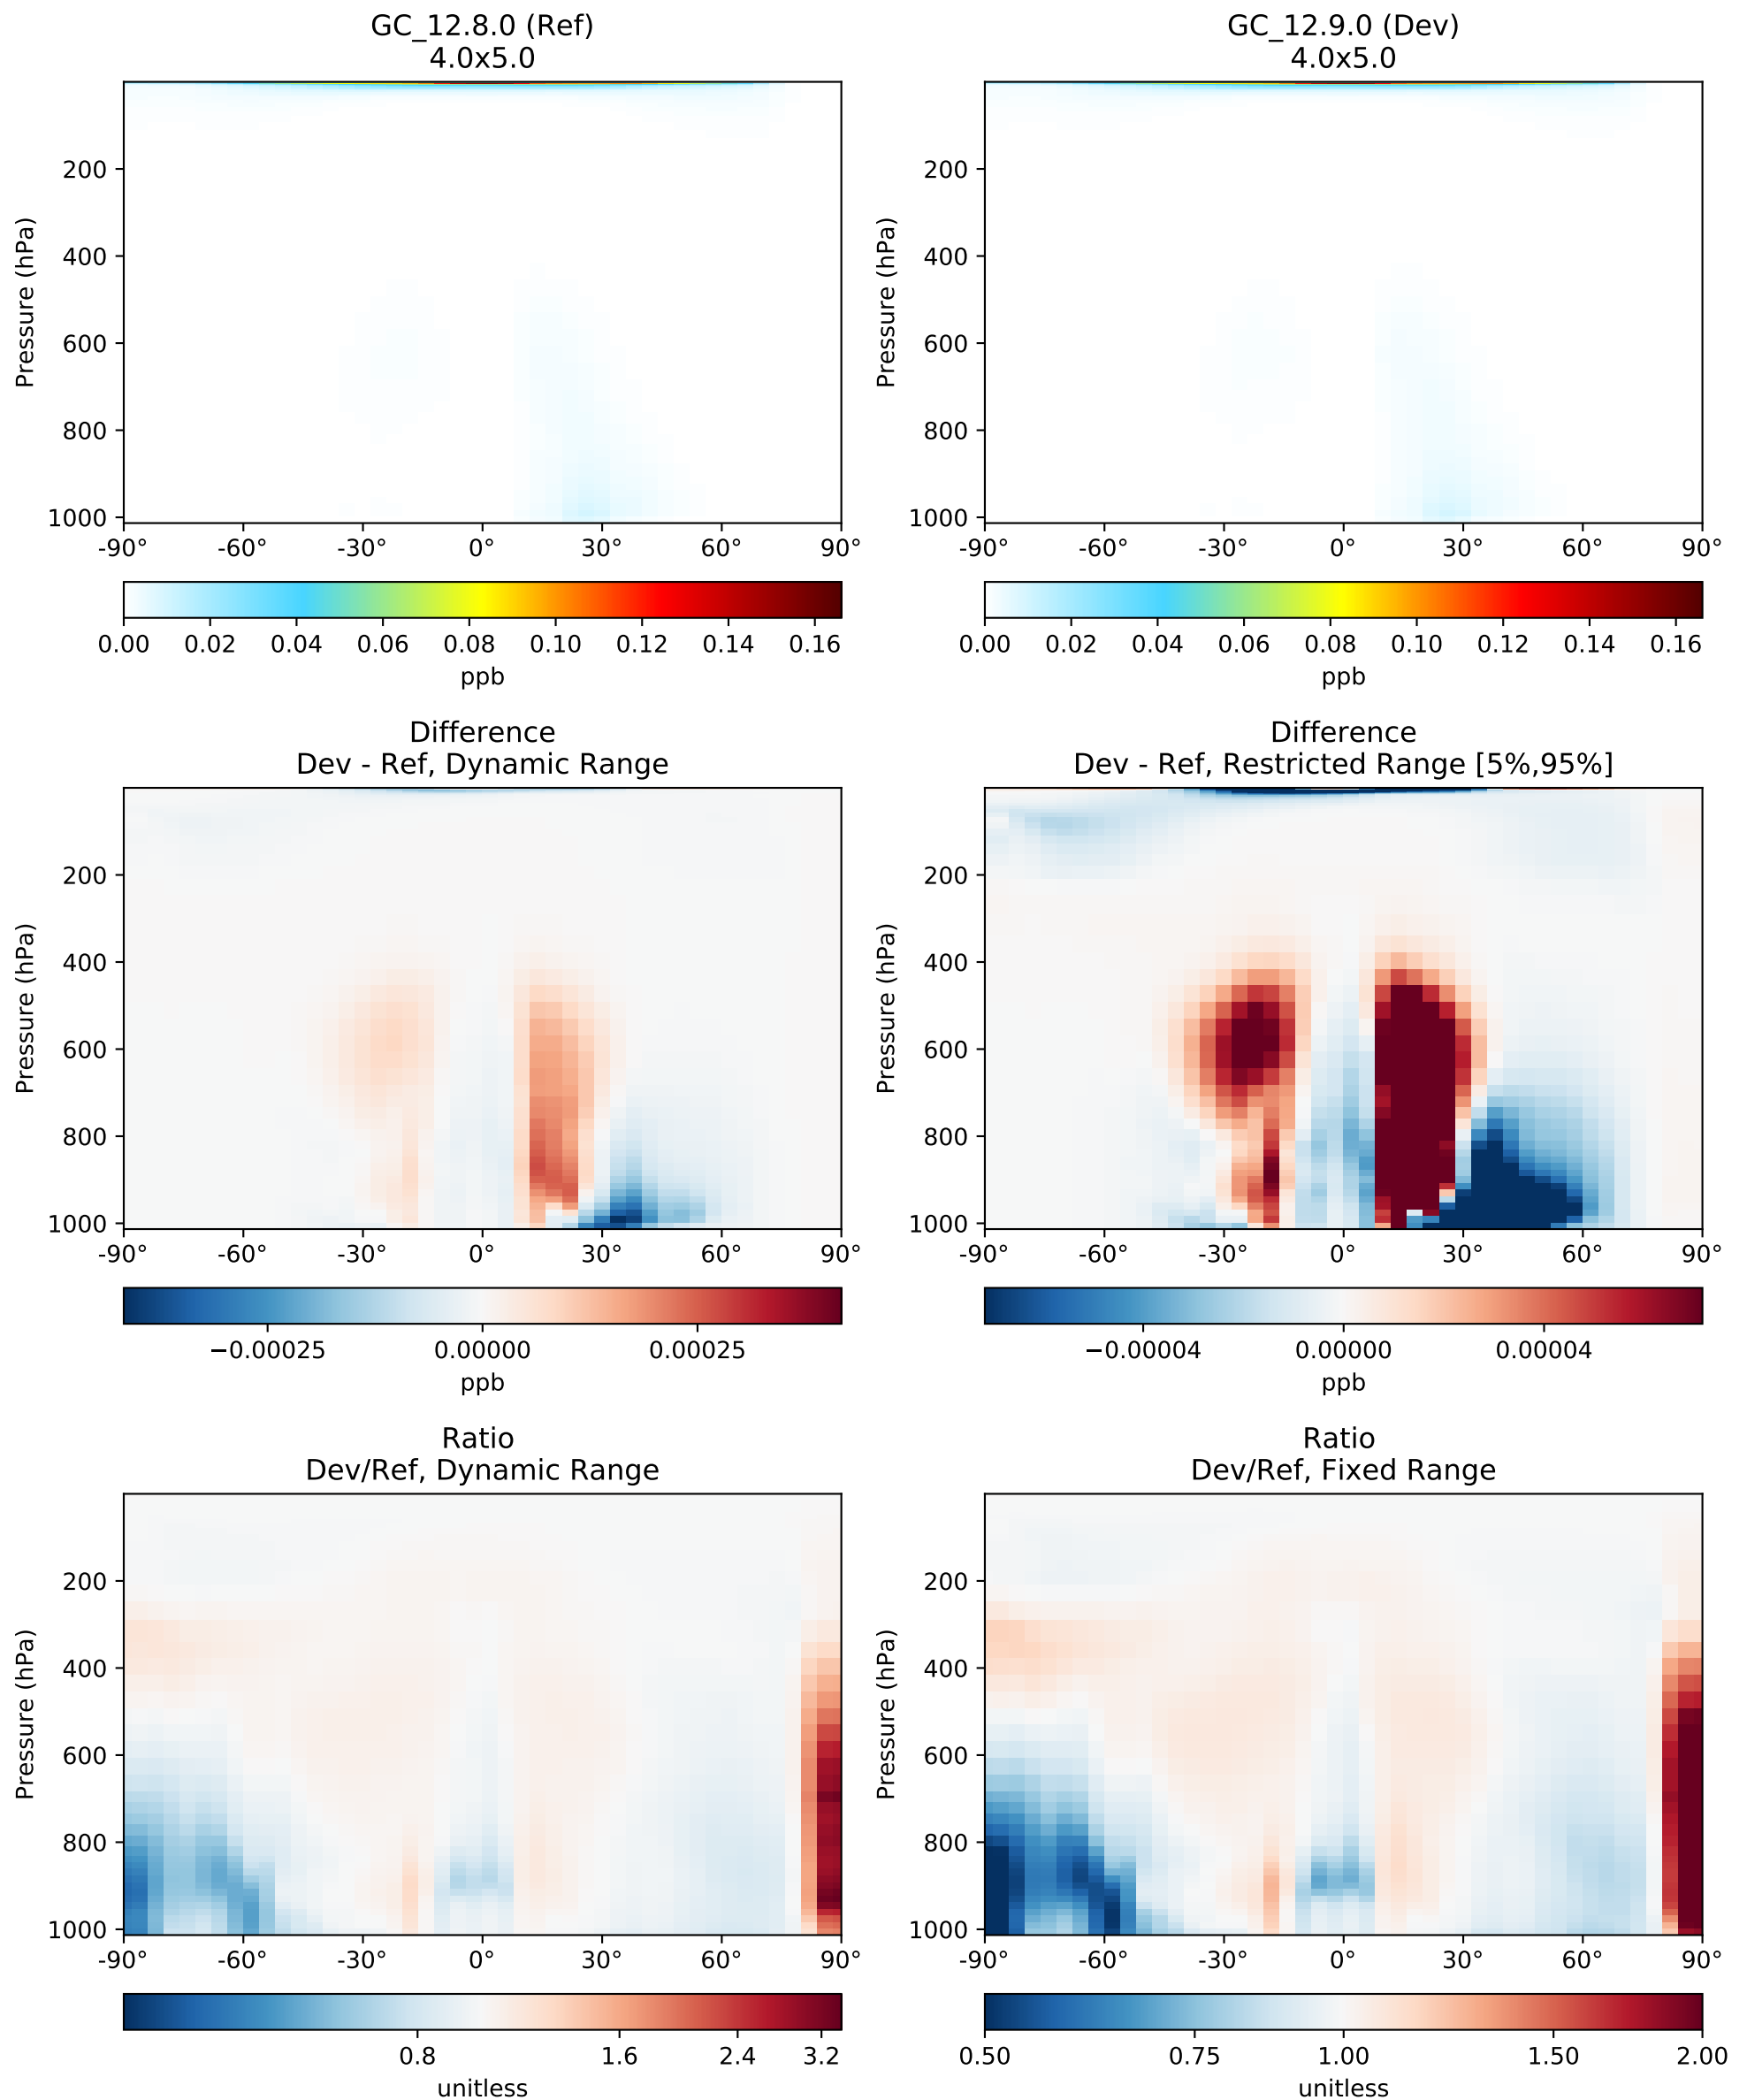 GC_12.8.0 (Ref)
4.0x5.0
GC_12.9.0 (Dev)
4.0x5.0
Pressure (hPa)
200
400
600
800
1000
-90° -60° -30° 0° 30° 60° 90°
0.00 0.02 0.04 0.06 0.08 0.10 0.12 0.14 0.16
ppb
Pressure (hPa)
200
400
600
800
1000
-90° -60° -30° 0° 30° 60° 90°
0.00 0.02 0.04 0.06 0.08 0.10 0.12 0.14 0.16
ppb
Difference
Dev - Ref, Dynamic Range
Pressure (hPa)
200
400
600
800
1000
-90° -60° -30° 0° 30° 60° 90°
−0.00025 0.00000 0.00025
ppb
Difference
Dev - Ref, Restricted Range [5%,95%]
Pressure (hPa)
200
400
600
800
1000
-90° -60° -30° 0° 30° 60° 90°
−0.00004 0.00000 0.00004
ppb
Ratio
Dev/Ref, Dynamic Range
Pressure (hPa)
200
400
600
800
1000
-90° -60° -30° 0° 30° 60° 90°
0.8 1.6 2.4 3.2
unitless
Ratio
Dev/Ref, Fixed Range
Pressure (hPa)
200
400
600
800
1000
-90° -60° -30° 0° 30° 60° 90°
0.50 0.75 1.00 1.50 2.00
unitless